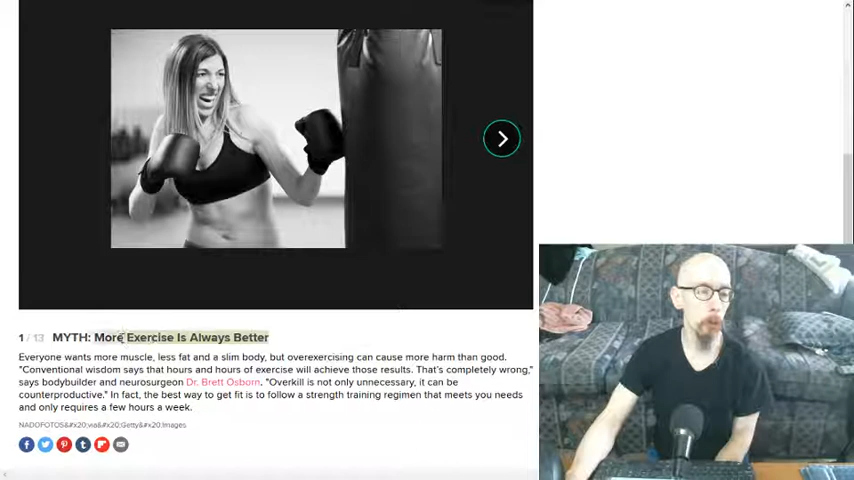 1 / 13 MYTH: More Exercise Is Always Better
Everyone wants more muscle, less fat and a slim body, but overexercising can cause more harm than good.
"Conventional wisdom says that hours and hours of exercise will achieve those results. That's completely wrong,"
says bodybuilder and neurosurgeon Dr. Brett Osborn. "Overkill is not only unnecessary, it can be
counterproductive." In fact, the best way to get fit is to follow a strength training regimen that meets you needs
and only requires a few hours a week.
NADOFOTOS&#x20;via&#x20;Getty&#x20;Images